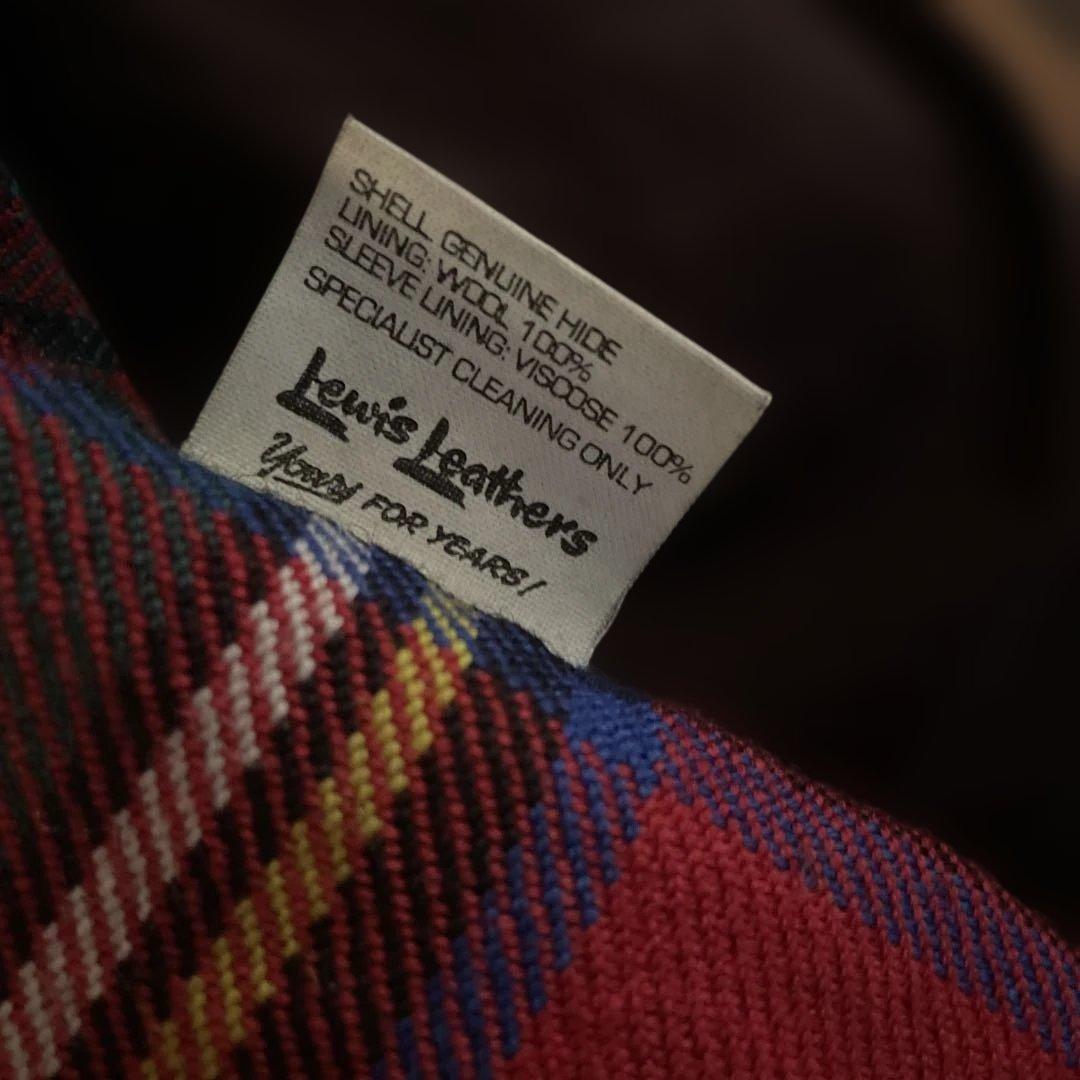 SHELL GENUINE HIDE
LINING: WOOL 100%
SLEEVE LINING: VISCOSE 100%
SPECIALIST CLEANING ONLY
Lewis Leathers
Yours FOR YEARS!